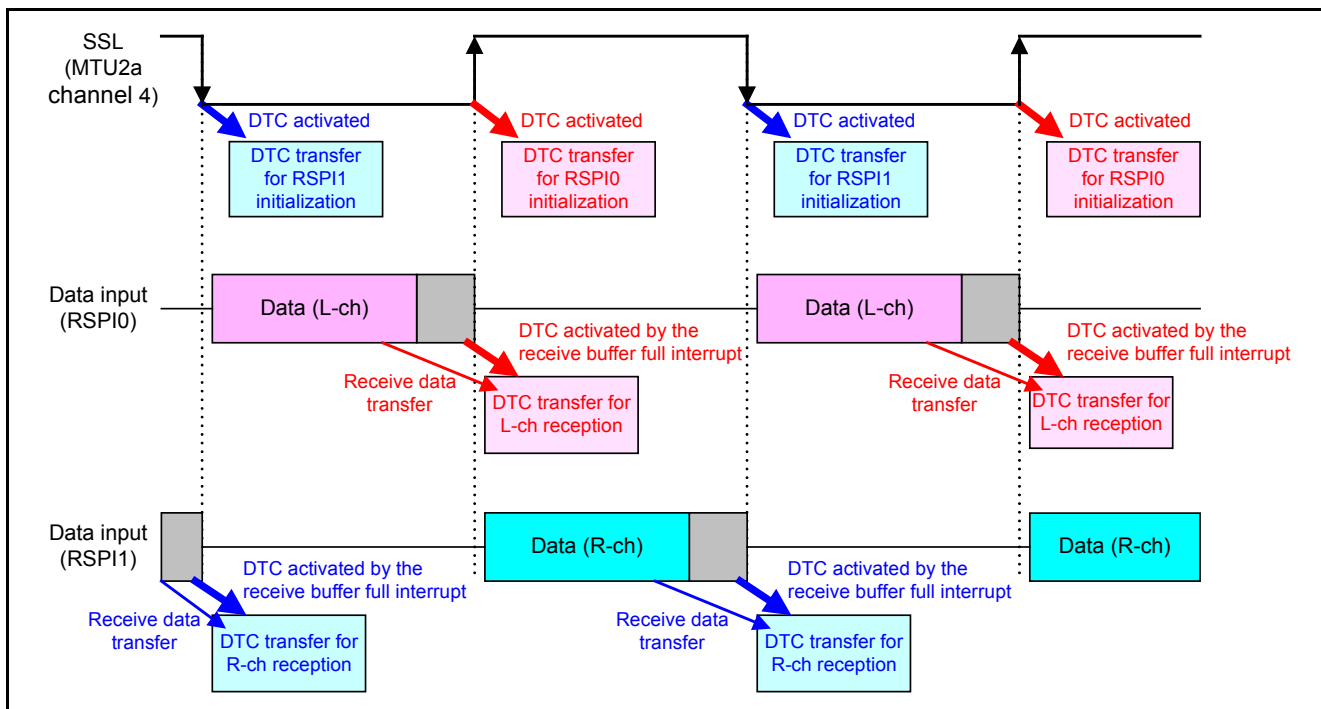 SSL
(MTU2a
channel 4)
DTC activated
DTC activated
DTC activated
DTC activated
DTC transfer
for RSPI1
initialization
DTC transfer
for RSPI0
initialization
DTC transfer
for RSPI1
initialization
DTC transfer
for RSPI0
initialization
Data input
(RSPI0)
Data (L-ch)
Data (L-ch)
DTC activated by the
receive buffer full interrupt
DTC activated by the
receive buffer full interrupt
Receive data
transfer
Receive data
transfer
DTC transfer for
L-ch reception
DTC transfer for
L-ch reception
Data input
(RSPI1)
Data (R-ch)
Data (R-ch)
DTC activated by the
receive buffer full interrupt
DTC activated by the
receive buffer full interrupt
Receive data
transfer
Receive data
transfer
DTC transfer for
R-ch reception
DTC transfer for
R-ch reception